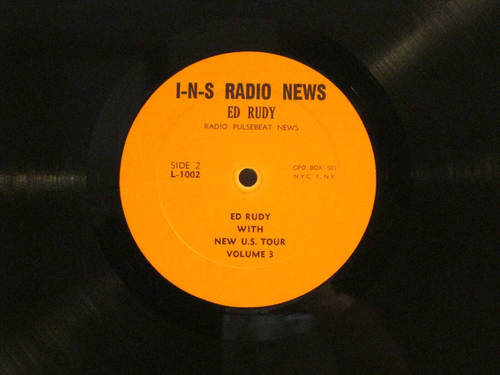 I-N-S RADIO NEWS
ED RUDY
RADIO PULSEBEAT NEWS
SIDE 2
L-1002
GPO BOX 501
N.Y.C. 1, N.Y.
ED RUDY
WITH
NEW U.S. TOUR
VOLUME 3